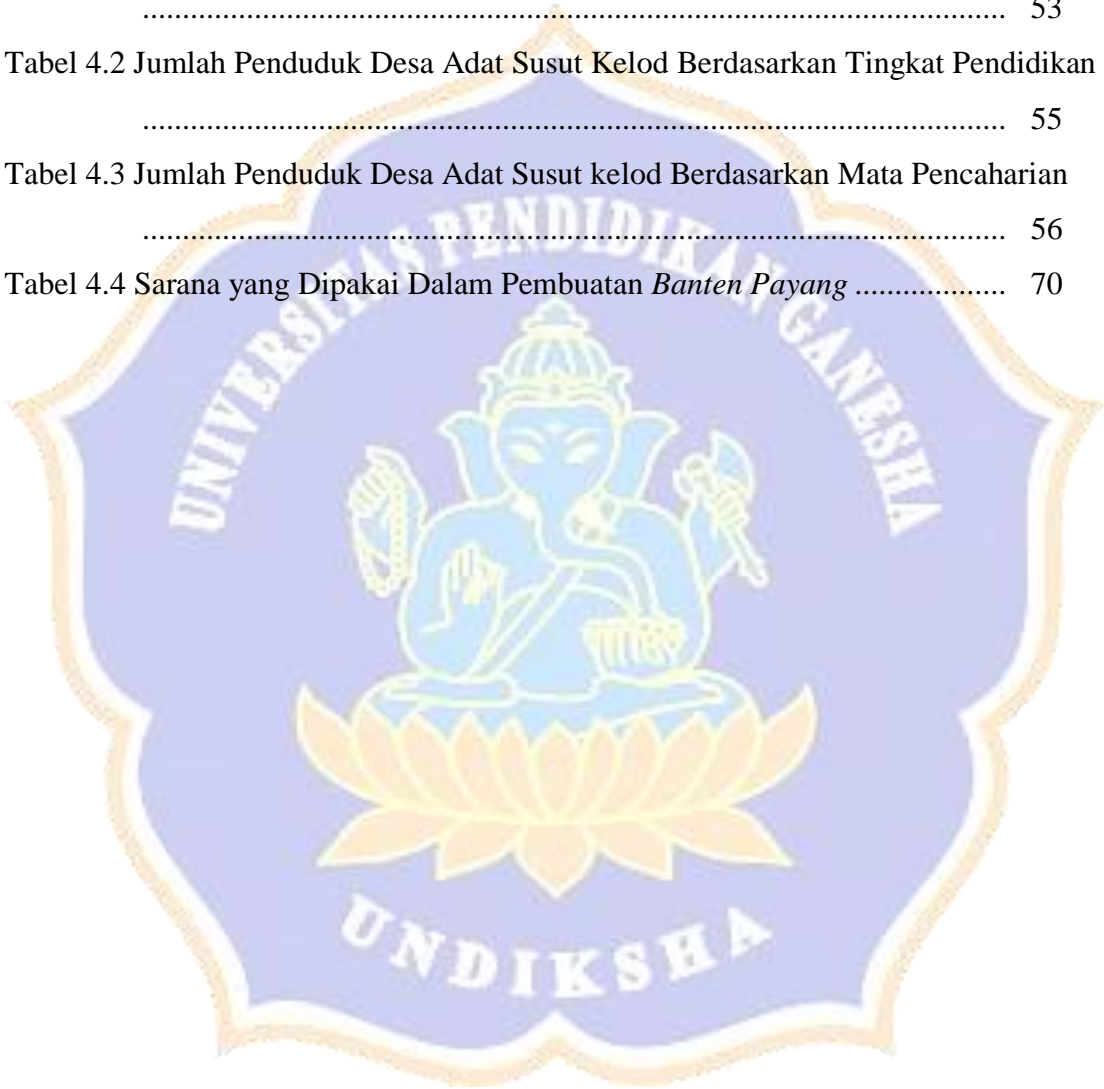 ........................................................................................................... 53
Tabel 4.2 Jumlah Penduduk Desa Adat Susut Kelod Berdasarkan Tingkat Pendidikan
........................................................................................................... 55
Tabel 4.3 Jumlah Penduduk Desa Adat Susut kelod Berdasarkan Mata Pencaharian
........................................................................................................... 56
Tabel 4.4 Sarana yang Dipakai Dalam Pembuatan Banten Payang ................... 70
UNIVERSITAS PENDIDIKAN GANESHA
UNDIKSHA